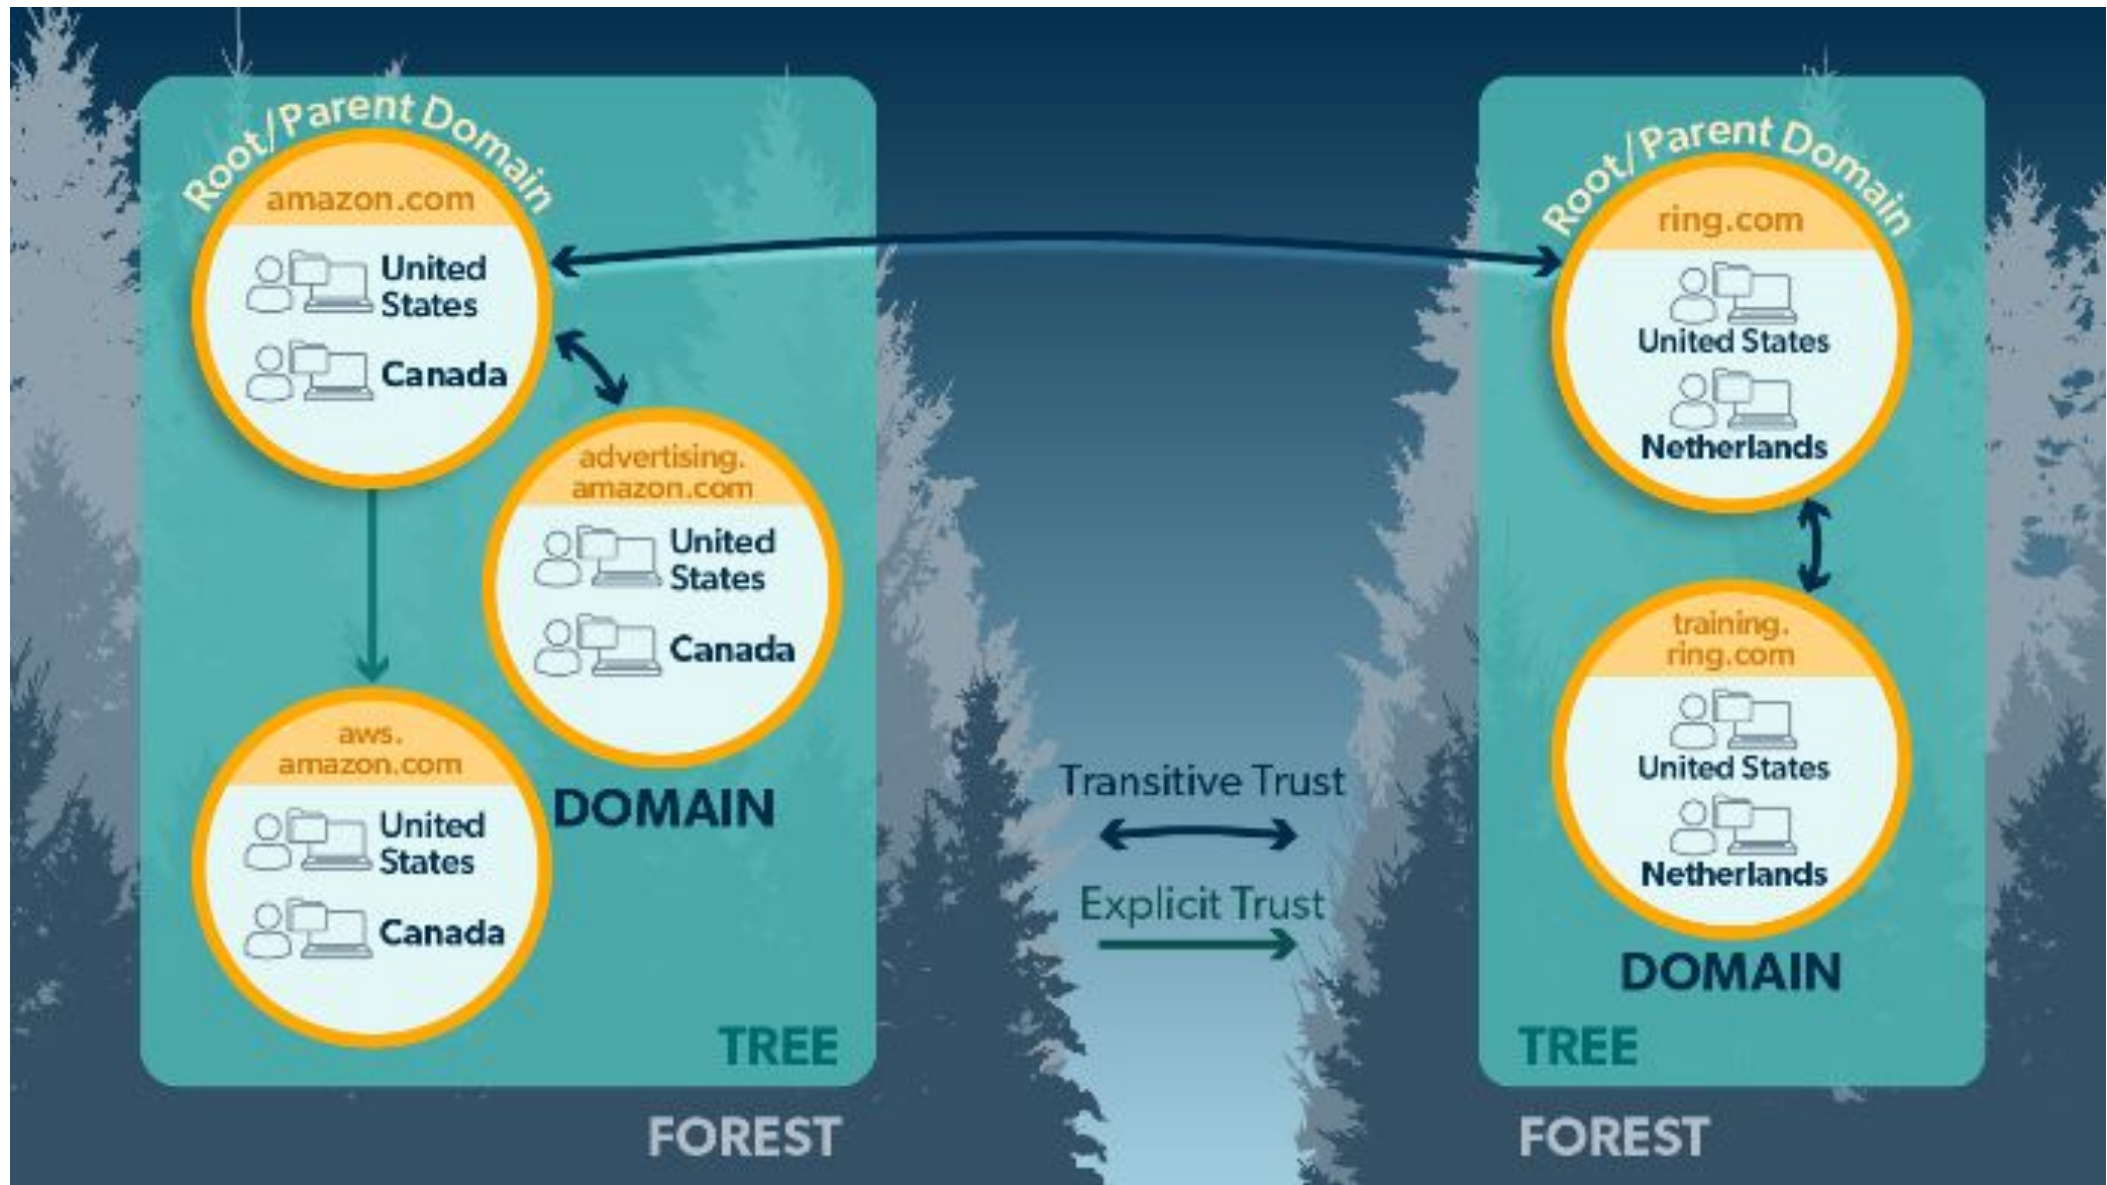 Root/Parent Domain
amazon.com
United
States
Canada
advertising.
amazon.com
United
States
Canada
aws.
amazon.com
United
States
Canada
DOMAIN
TREE
FOREST
Transitive Trust
Explicit Trust
Root/Parent Domain
ring.com
United States
Netherlands
training.
ring.com
United States
Netherlands
DOMAIN
TREE
FOREST